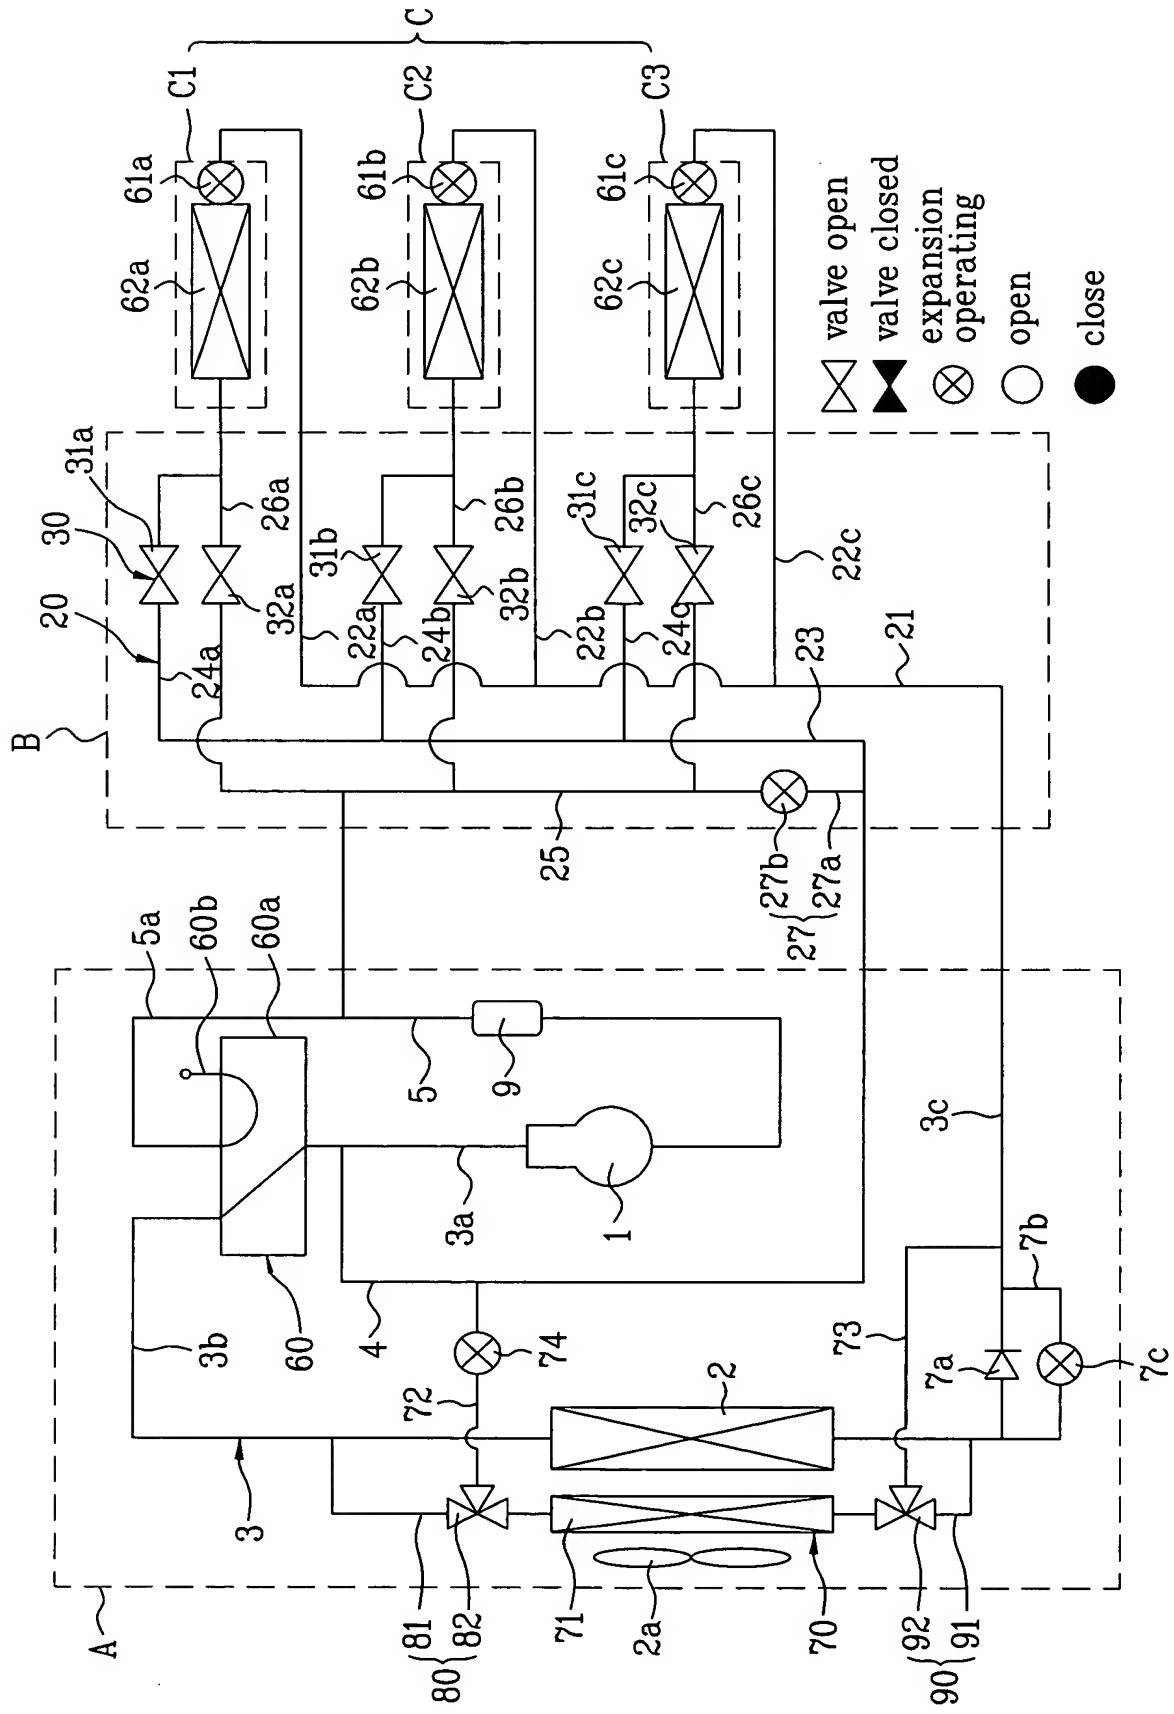 C
C1
C2
C3
61a
61b
61c
62a
62b
62c
valve open
valve closed
expansion
operating
open
close
31a
30
20
26a
32a
24a
22a
31b
26b
32b
24b
22b
31c
32c
26c
24c
22c
21
23
B
25
27b
27a
27
5a
60b
60a
5
9
3a
1
3c
60
3b
4
74
72
73
7b
7a
7c
2
3
A
81
82
80
71
2a
70
92
91
90